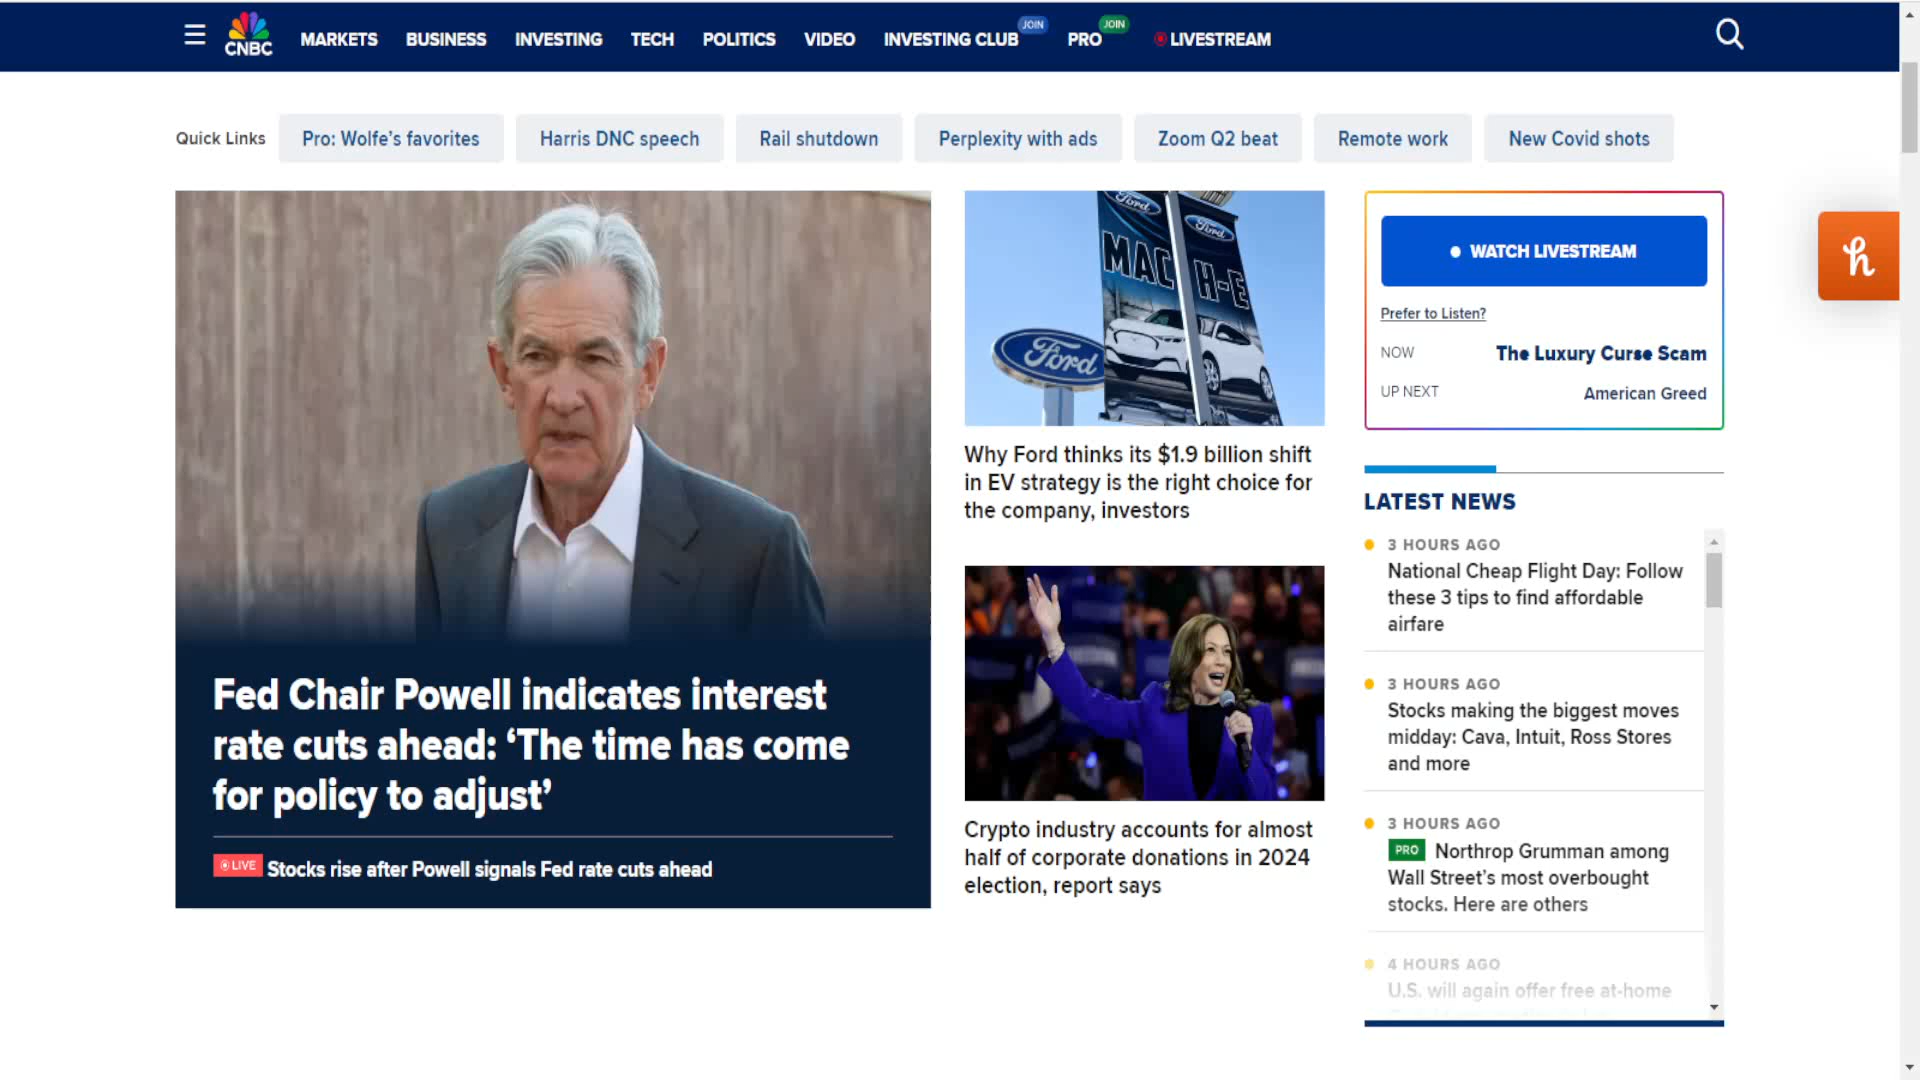 CNBC
MARKETS
BUSINESS
INVESTING
TECH
POLITICS
VIDEO
INVESTING CLUB
JOIN
PRO
JOIN
LIVESTREAM
Quick Links
Pro: Wolfe’s favorites
Harris DNC speech
Rail shutdown
Perplexity with ads
Zoom Q2 beat
Remote work
New Covid shots
Fed Chair Powell indicates interest
rate cuts ahead: ‘The time has come
for policy to adjust’
LIVE Stocks rise after Powell signals Fed rate cuts ahead
Ford
Ford
MACH-E
Ford
Why Ford thinks its $1.9 billion shift
in EV strategy is the right choice for
the company, investors
Crypto industry accounts for almost
half of corporate donations in 2024
election, report says
WATCH LIVESTREAM
Prefer to Listen?
NOW The Luxury Curse Scam
UP NEXT American Greed
h
LATEST NEWS
3 HOURS AGO
National Cheap Flight Day: Follow
these 3 tips to find affordable
airfare
3 HOURS AGO
Stocks making the biggest moves
midday: Cava, Intuit, Ross Stores
and more
3 HOURS AGO
PRO Northrop Grumman among
Wall Street’s most overbought
stocks. Here are others
4 HOURS AGO
U.S. will again offer free at-home